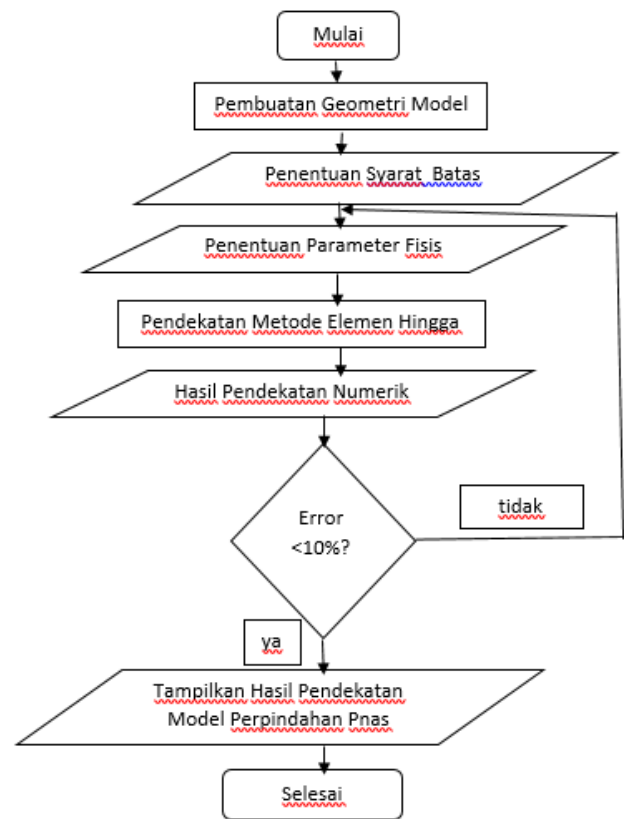 Mulai
Pembuatan Geometri Model
Penentuan Syarat Batas
Penentuan Parameter Fisis
Pendekatan Metode Elemen Hingga
Hasil Pendekatan Numerik
Error
<10%?
tidak
ya
Tampilkan Hasil Pendekatan
Model Perpindahan Pnas
Selesai